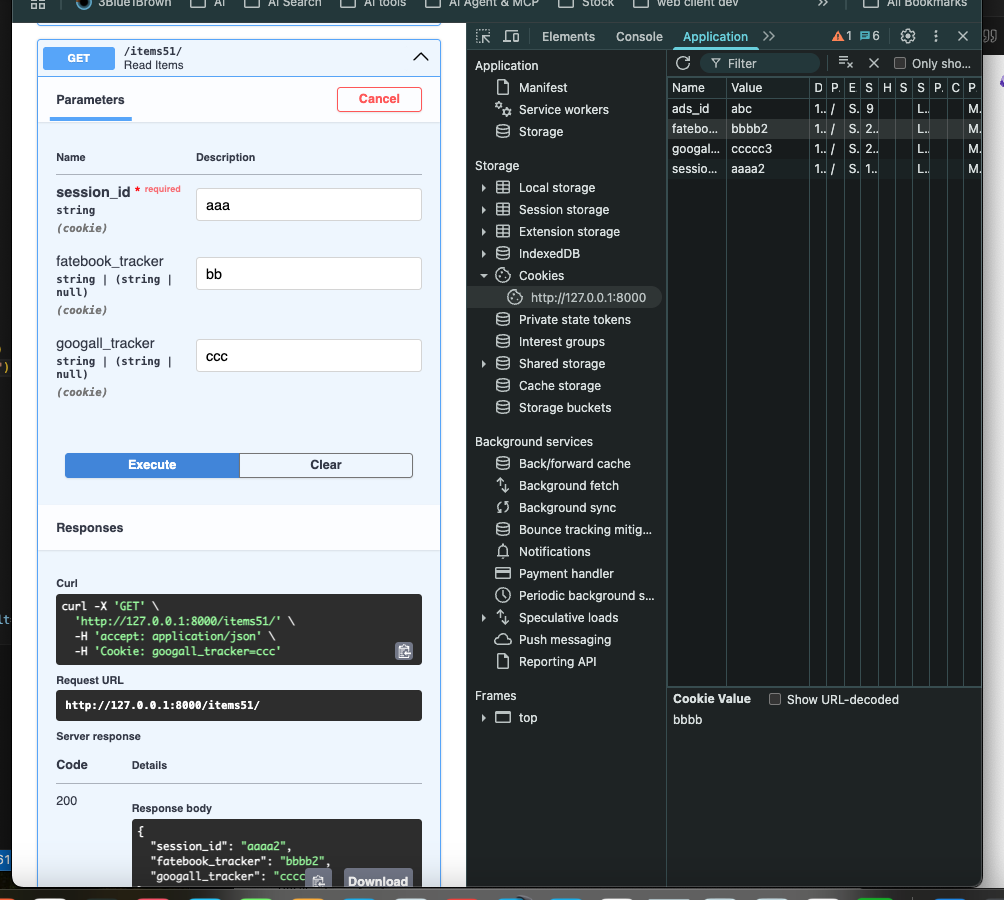 3Blue1Brown
AI
AI Search
AI tools
AI Agent & MCP
Stock
web client dev
»
All Bookmarks
GET
/items51/
Read Items
Parameters
Cancel
Name
Description
session_id * required
string
(cookie)
aaa
fatebook_tracker
string | (string |
null)
(cookie)
bb
googall_tracker
string | (string |
null)
(cookie)
ccc
Execute
Clear
Responses
Curl
curl -X 'GET' \
'http://127.0.0.1:8000/items51/' \
-H 'accept: application/json' \
-H 'Cookie: googall_tracker=ccc'
Request URL
http://127.0.0.1:8000/items51/
Server response
Code
Details
200
Response body
{
"session_id": "aaaa2",
"fatebook_tracker": "bbbb2",
"googall_tracker": "cccc
Download
Elements
Console
Application
»
1
6
Application
Manifest
Service workers
Storage
Storage
Local storage
Session storage
Extension storage
IndexedDB
Cookies
http://127.0.0.1:8000
Private state tokens
Interest groups
Shared storage
Cache storage
Storage buckets
Background services
Back/forward cache
Background fetch
Background sync
Bounce tracking mitig...
Notifications
Payment handler
Periodic background s...
Speculative loads
Push messaging
Reporting API
Frames
top
Filter
Only sho...
Name Value D P. E S H S S P. C P
ads_id abc 1.. / S. 9 L.. M.
fatebo... bbbb2 1.. / S. 2.. L.. M.
googal... ccccc3 1.. / S. 2.. L.. M.
sessio... aaaa2 1.. / S. 1.. L.. M.
Cookie Value
Show URL-decoded
bbbb